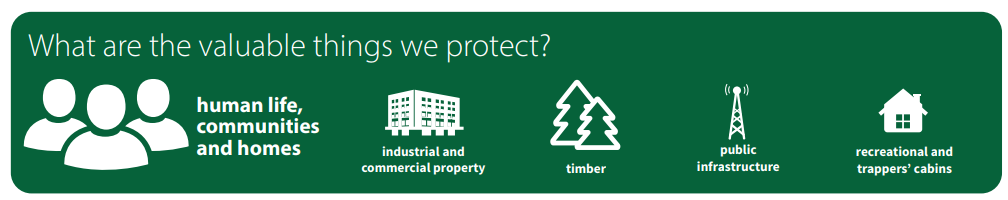 What are the valuable things we protect?
human life,
communities
and homes
industrial and
commercial property
timber
public
infrastructure
recreational and
trappers’ cabins